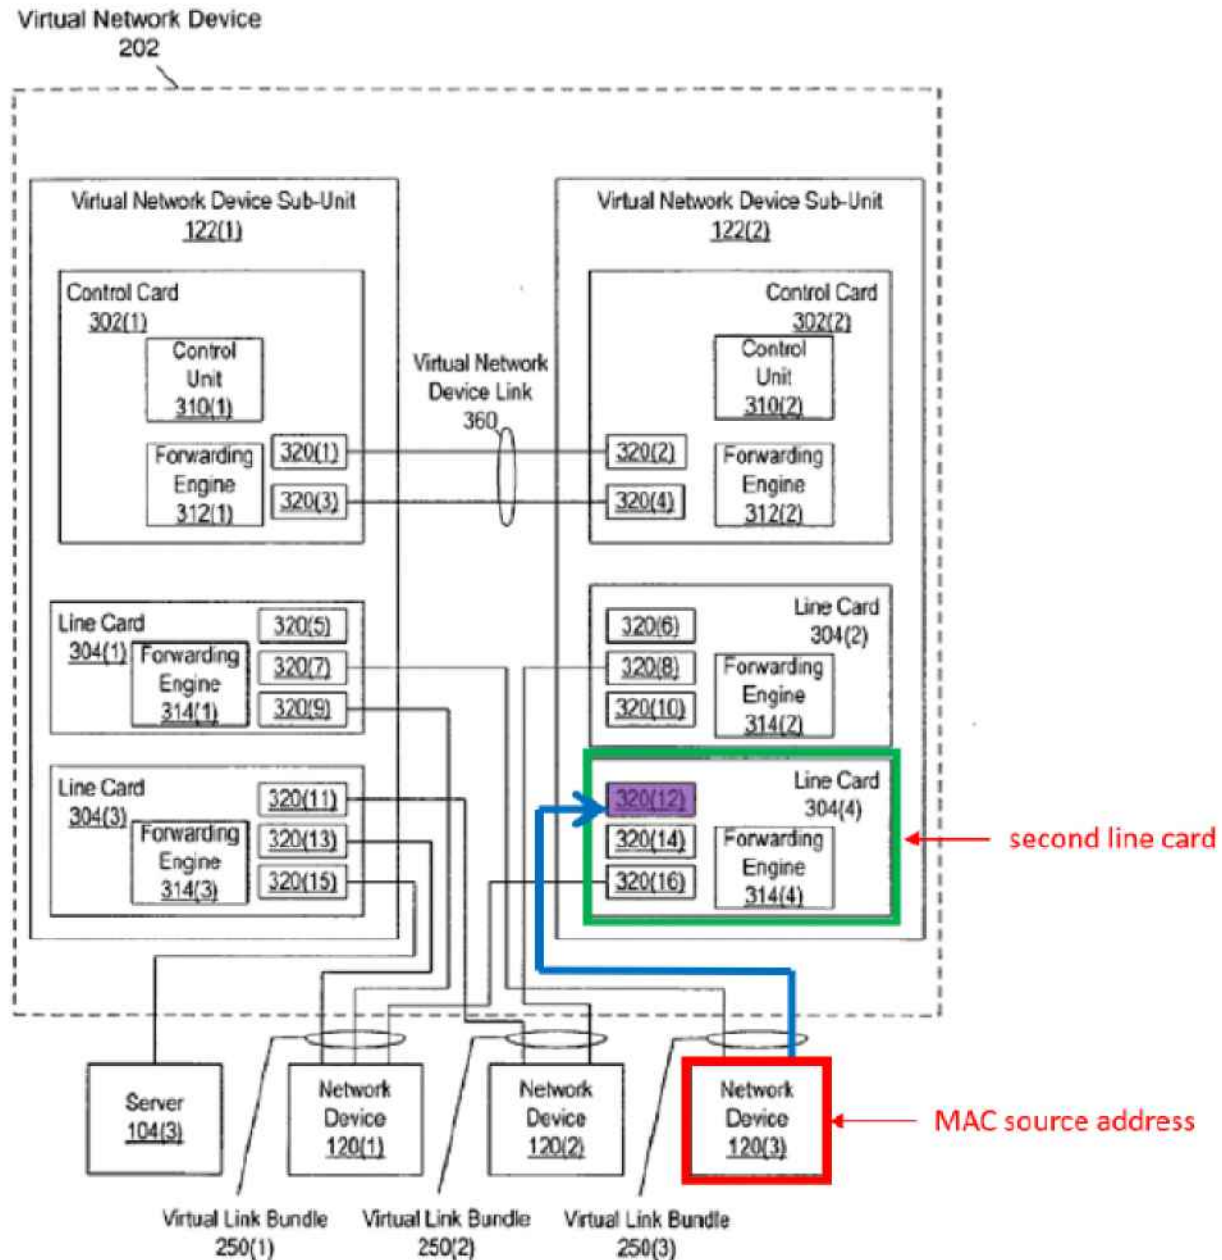 Virtual Network Device
202
Virtual Network Device Sub-Unit
122(1)
Control Card
302(1)
Control
Unit
310(1)
Forwarding
Engine
312(1)
320(1)
320(3)
Virtual Network
Device Link
360
Virtual Network Device Sub-Unit
122(2)
Control Card
302(2)
Control
Unit
310(2)
320(2)
320(4)
Forwarding
Engine
312(2)
Line Card
304(1)
Forwarding
Engine
314(1)
320(5)
320(7)
320(9)
Line Card
304(2)
320(6)
320(8)
320(10)
Forwarding
Engine
314(2)
Line Card
304(3)
Forwarding
Engine
314(3)
320(11)
320(13)
320(15)
Line Card
304(4)
320(12)
320(14)
320(16)
Forwarding
Engine
314(4)
second line card
Server
104(3)
Network
Device
120(1)
Network
Device
120(2)
Network
Device
120(3)
MAC source address
Virtual Link Bundle
250(1)
Virtual Link Bundle
250(2)
Virtual Link Bundle
250(3)